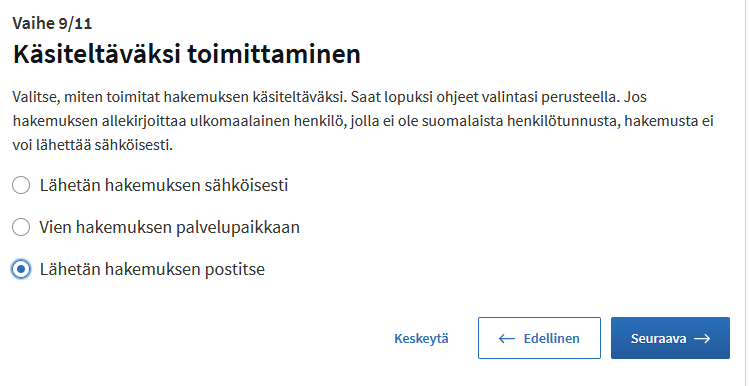 Vaihe 9/11
Käsiteltäväksi toimittaminen
Valitse, miten toimitat hakemuksen käsiteltäväksi. Saat lopuksi ohjeet valintasi perusteella. Jos
hakemuksen allekirjoittaa ulkomaalainen henkilö, jolla ei ole suomalaista henkilötunnusta, hakemusta ei
voi lähettää sähköisesti.
Lähetän hakemuksen sähköisesti
Vien hakemuksen palvelupaikkaan
Lähetän hakemuksen postitse
Keskeytä
Edellinen
Seuraava